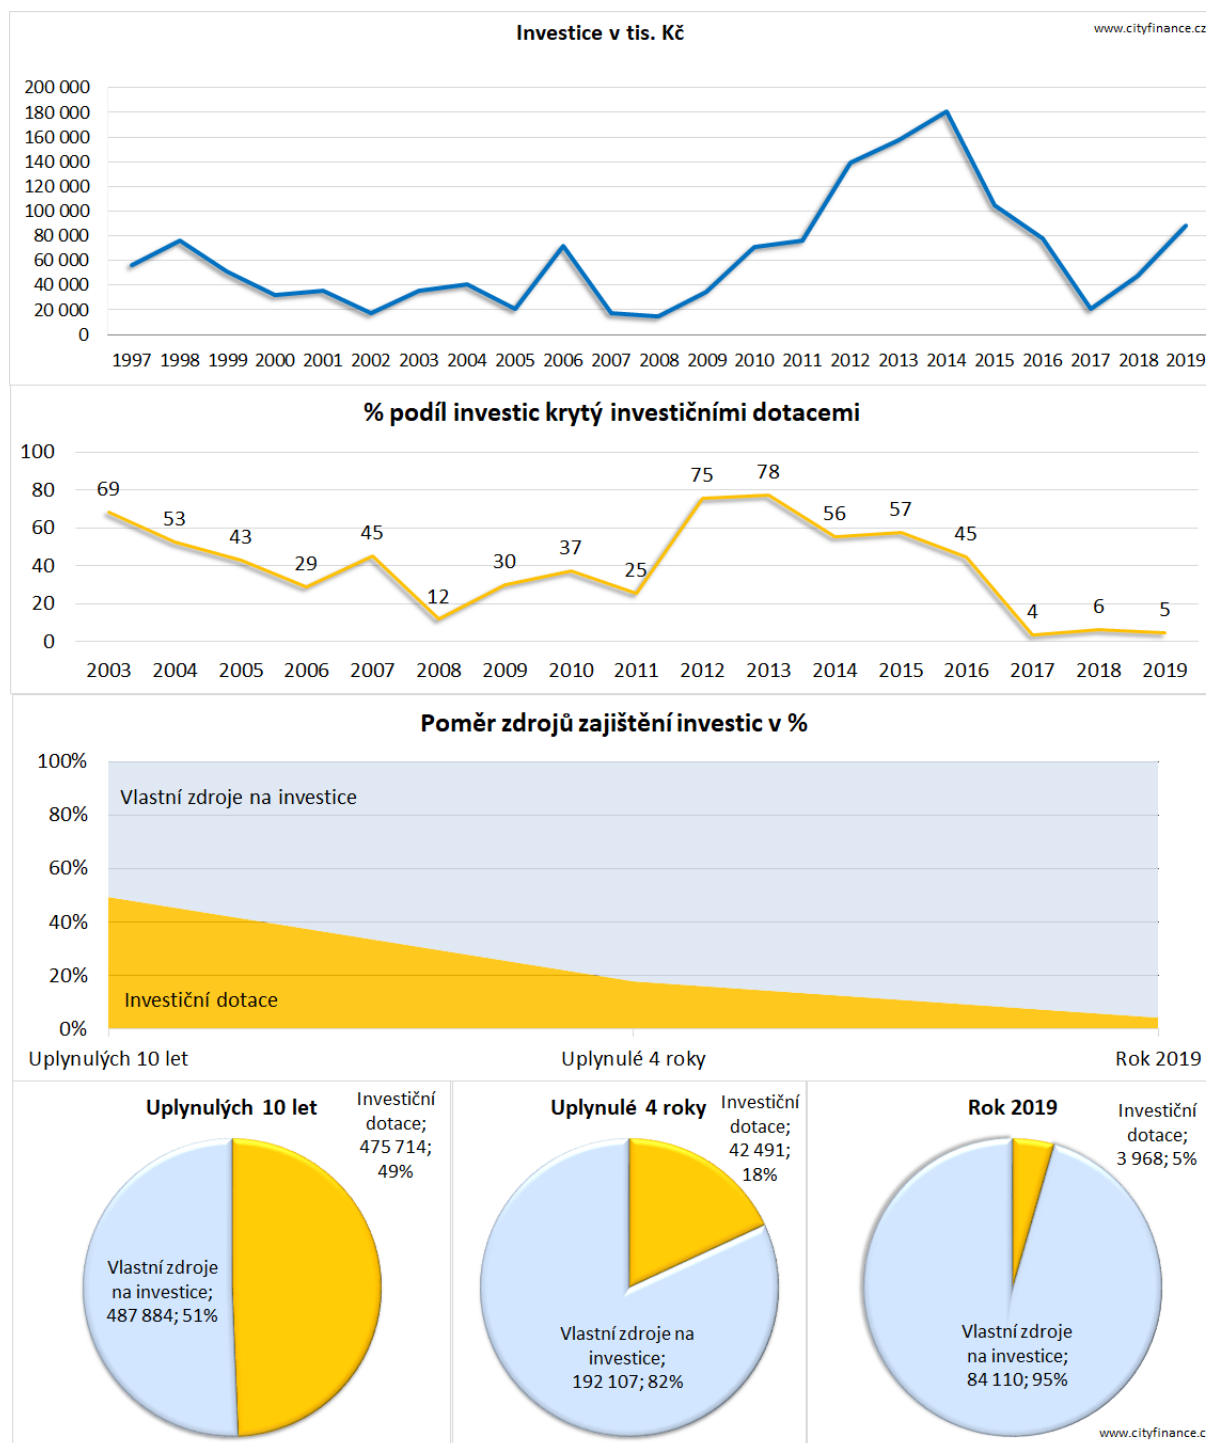 Investice v tis. Kč
www.cityfinance.cz
200 000
180 000
160 000
140 000
120 000
100 000
80 000
60 000
40 000
20 000
0
1997 1998 1999 2000 2001 2002 2003 2004 2005 2006 2007 2008 2009 2010 2011 2012 2013 2014 2015 2016 2017 2018 2019
% podíl investic krytý investičními dotacemi
100
80
60
40
20
0
69 53 43 29 45 12 30 37 25 75 78 56 57 45 4 6 5
2003 2004 2005 2006 2007 2008 2009 2010 2011 2012 2013 2014 2015 2016 2017 2018 2019
Poměr zdrojů zajištění investic v %
100%
80%
60%
40%
20%
0%
Vlastní zdroje na investice
Investiční dotace
Uplynulých 10 let Uplynulé 4 roky Rok 2019
Uplynulých 10 let
Investiční
dotace;
475 714;
49%
Vlastní zdroje
na investice;
487 884; 51%
Uplynulé 4 roky
Investiční
dotace;
42 491;
18%
Vlastní zdroje na
investice;
192 107; 82%
Rok 2019
Investiční
dotace;
3 968; 5%
Vlastní zdroje
na investice;
84 110; 95%
www.cityfinance.c